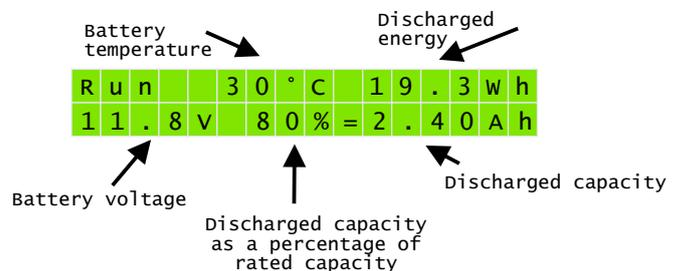 Battery
temperature
Discharged
energy
Run  30°C 19.3Wh
11.8V 80%=2.40Ah
Battery voltage
Discharged capacity
as a percentage of
rated capacity
Discharged capacity